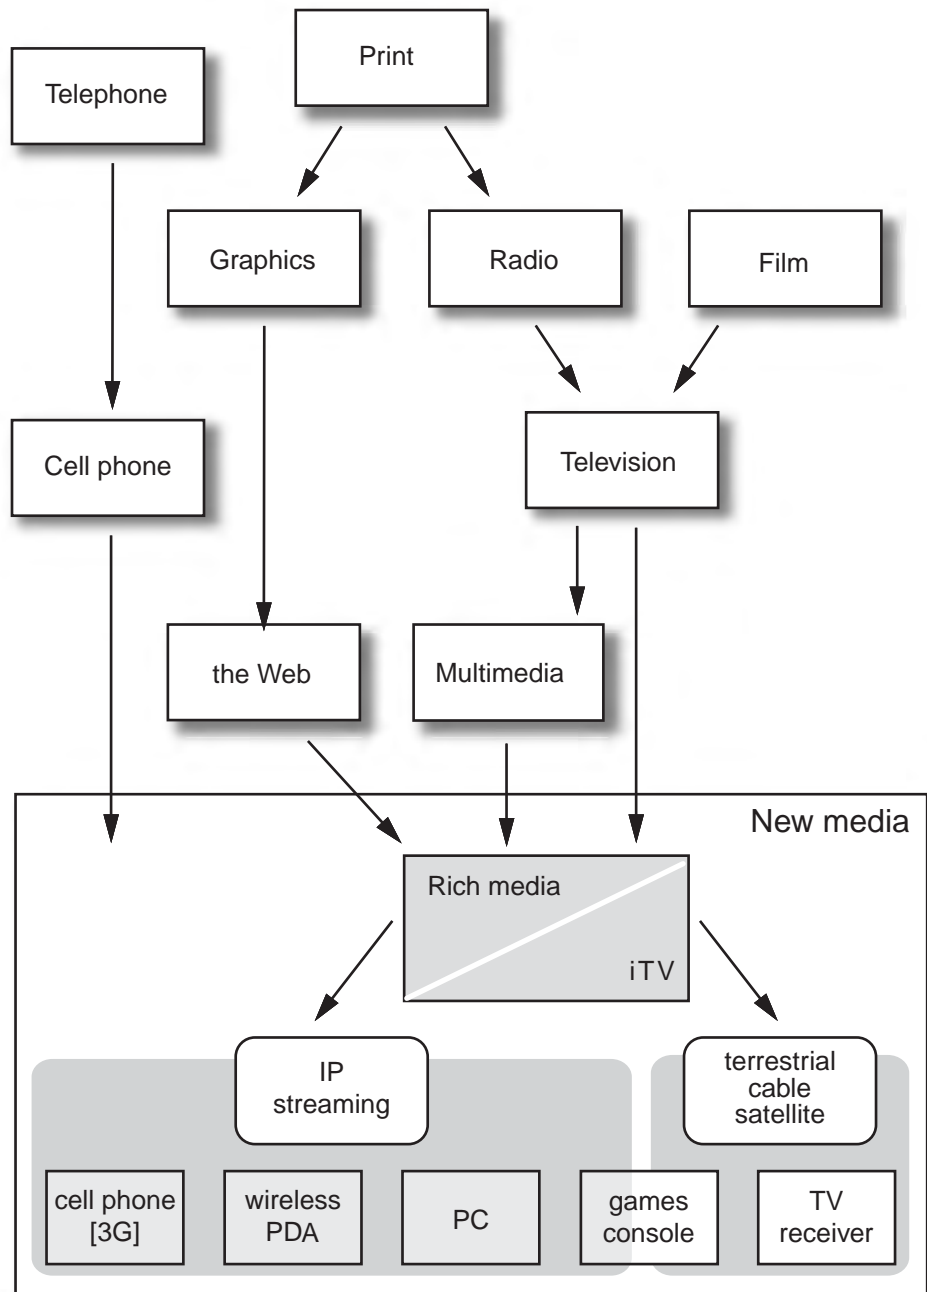 Print
Telephone
Graphics
Radio
Film
Cell phone
Television
the Web
Multimedia
New media
Rich media
iTV
IP
streaming
terrestrial
cable
satellite
cell phone
[3G]
wireless
PDA
PC
games
console
TV
receiver